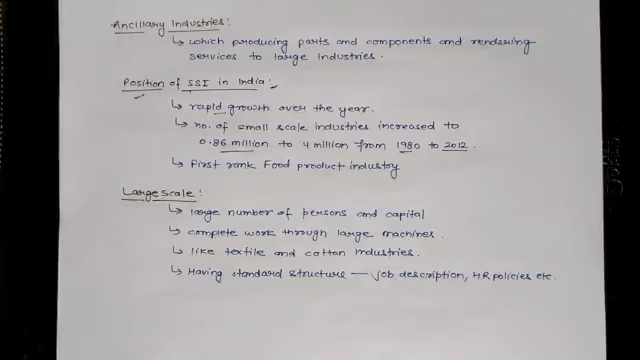 Ancillary Industries:
↳ which producing parts and components and rendering
services to large industries.
Position of SSI in India:
↳ rapid growth over the year.
↳ no. of small scale industries increased to
0.86 million to 4 million from 1980 to 2012.
↳ First rank Food product industry
Large scale:
↳ large number of persons and capital
↳ complete work through large machines.
↳ like textile and cotton industries.
↳ Having standard structure — job description, HR policies etc.